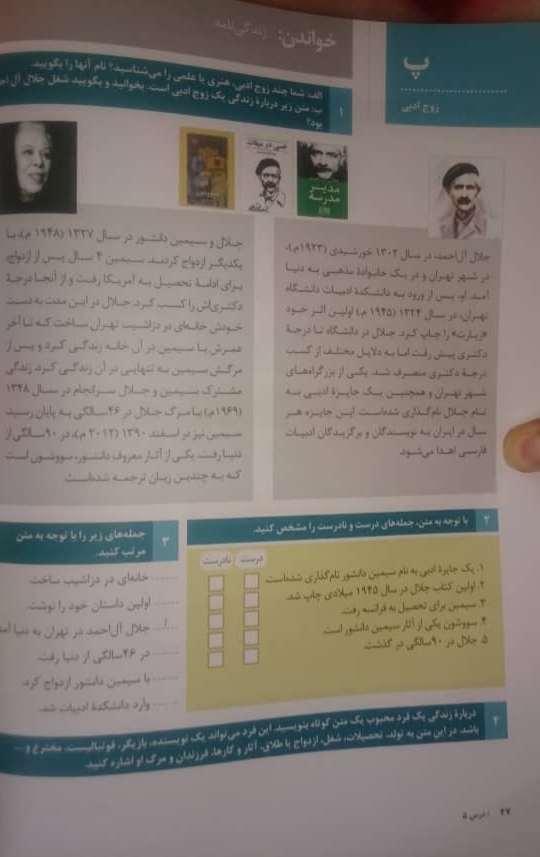 خواندن: زندگی‌نامه
پ
زوج ادبی
۱
الف: شما چند زوج ادبی، هنری یا علمی را می‌شناسید؟ نام آنها را بگویید.
ب: متن زیر دربارهٔ زندگی یک زوج ادبی است. بخوانید و بگویید شغل جلال آل
بود؟
مدیر
مدرسه
جلال آل‌احمد، در سال ۱۳۰۲ خورشیدی (۱۹۲۳م)،
در شهر تهران و در یک خانوادهٔ مذهبی به دنیا
آمد. او، پس از ورود به دانشکدهٔ ادبیات دانشگاه
تهران، در سال ۱۳۲۴ (۱۹۴۵ م)، اولین اثر خود
«زیارت» را چاپ کرد. جلال در دانشگاه تا درجهٔ
دکتری پیش رفت اما به دلایل مختلف از کسب
درجهٔ دکتری منصرف شد. یکی از بزرگراه‌های
شهر تهران و همچنین یک جایزهٔ ادبی به
نام جلال نام‌گذاری شده‌است. این جایزه هر
سال در ایران به نویسندگان و برگزیدگان ادبیات
فارسی اهدا می‌شود.
جلال و سیمین دانشور در سال ۱۳۲۷ (۱۹۴۸ م)، با
یکدیگر ازدواج کردند. سیمین ۴ سال پس از ازدواج،
برای ادامهٔ تحصیل به آمریکا رفت و از آنجا درجهٔ
دکتری‌اش را کسب کرد. جلال در این مدت به دست
خودش خانه‌ای در دزاشیب تهران ساخت که تا آخر
عمرش با سیمین در آن خانه زندگی کرد و پس از
مرگش سیمین به تنهایی در آن زندگی کرد. زندگی
مشترک سیمین و جلال سرانجام در سال ۱۳۴۸
(۱۹۶۹م) با مرگ جلال در ۴۶سالگی به پایان رسید.
سیمین نیز در اسفند ۱۳۹۰ (۲۰۱۲ م)، در ۹۰سالگی از
دنیا رفت. یکی از آثار معروف دانشور، سووشون است
که به چندین زبان ترجمه شده‌است.
۲ با توجه به متن، جمله‌های درست و نادرست را مشخص کنید.
درست نادرست
۱. یک جایزهٔ ادبی به نام سیمین دانشور نام‌گذاری شده‌است
۲. اولین کتاب جلال در سال ۱۹۴۵ میلادی چاپ شد.
۳. سیمین برای تحصیل به فرانسه رفت.
۴. سووشون یکی از آثار سیمین دانشور است.
۵. جلال در ۹۰سالگی در گذشت.
۳ جمله‌های زیر را با توجه به متن
مرتب کنید.
...... خانه‌ای در دزاشیب ساخت.
...... اولین داستان خود را نوشت.
...۱... جلال آل‌احمد در تهران به دنیا آمد
...... در ۴۶سالگی از دنیا رفت.
...... با سیمین دانشور ازدواج کرد.
...... وارد دانشکدهٔ ادبیات شد.
۴ دربارهٔ زندگی یک فرد محبوب یک متن کوتاه بنویسید. این فرد می‌تواند یک نویسنده، بازیگر، فوتبالیست، مخترع و ...
باشد. در این متن به تولد، تحصیلات، شغل، ازدواج یا طلاق، آثار و کارها، فرزندان و مرگ او اشاره کنید.
۴۷ / درس ۵